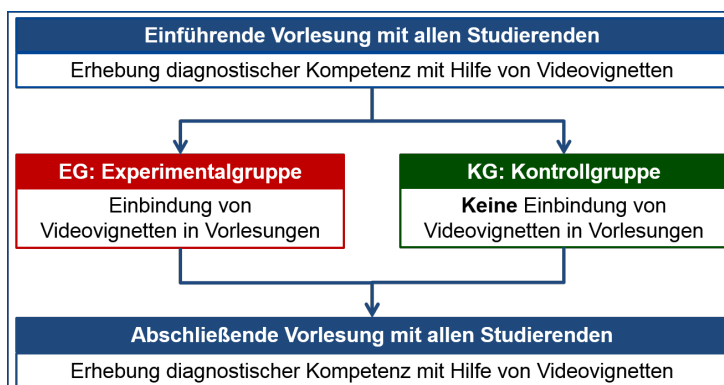 Einführende Vorlesung mit allen Studierenden
Erhebung diagnostischer Kompetenz mit Hilfe von Videovignetten
EG: Experimentalgruppe
Einbindung von
Videovignetten in Vorlesungen
KG: Kontrollgruppe
Keine Einbindung von
Videovignetten in Vorlesungen
Abschließende Vorlesung mit allen Studierenden
Erhebung diagnostischer Kompetenz mit Hilfe von Videovignetten